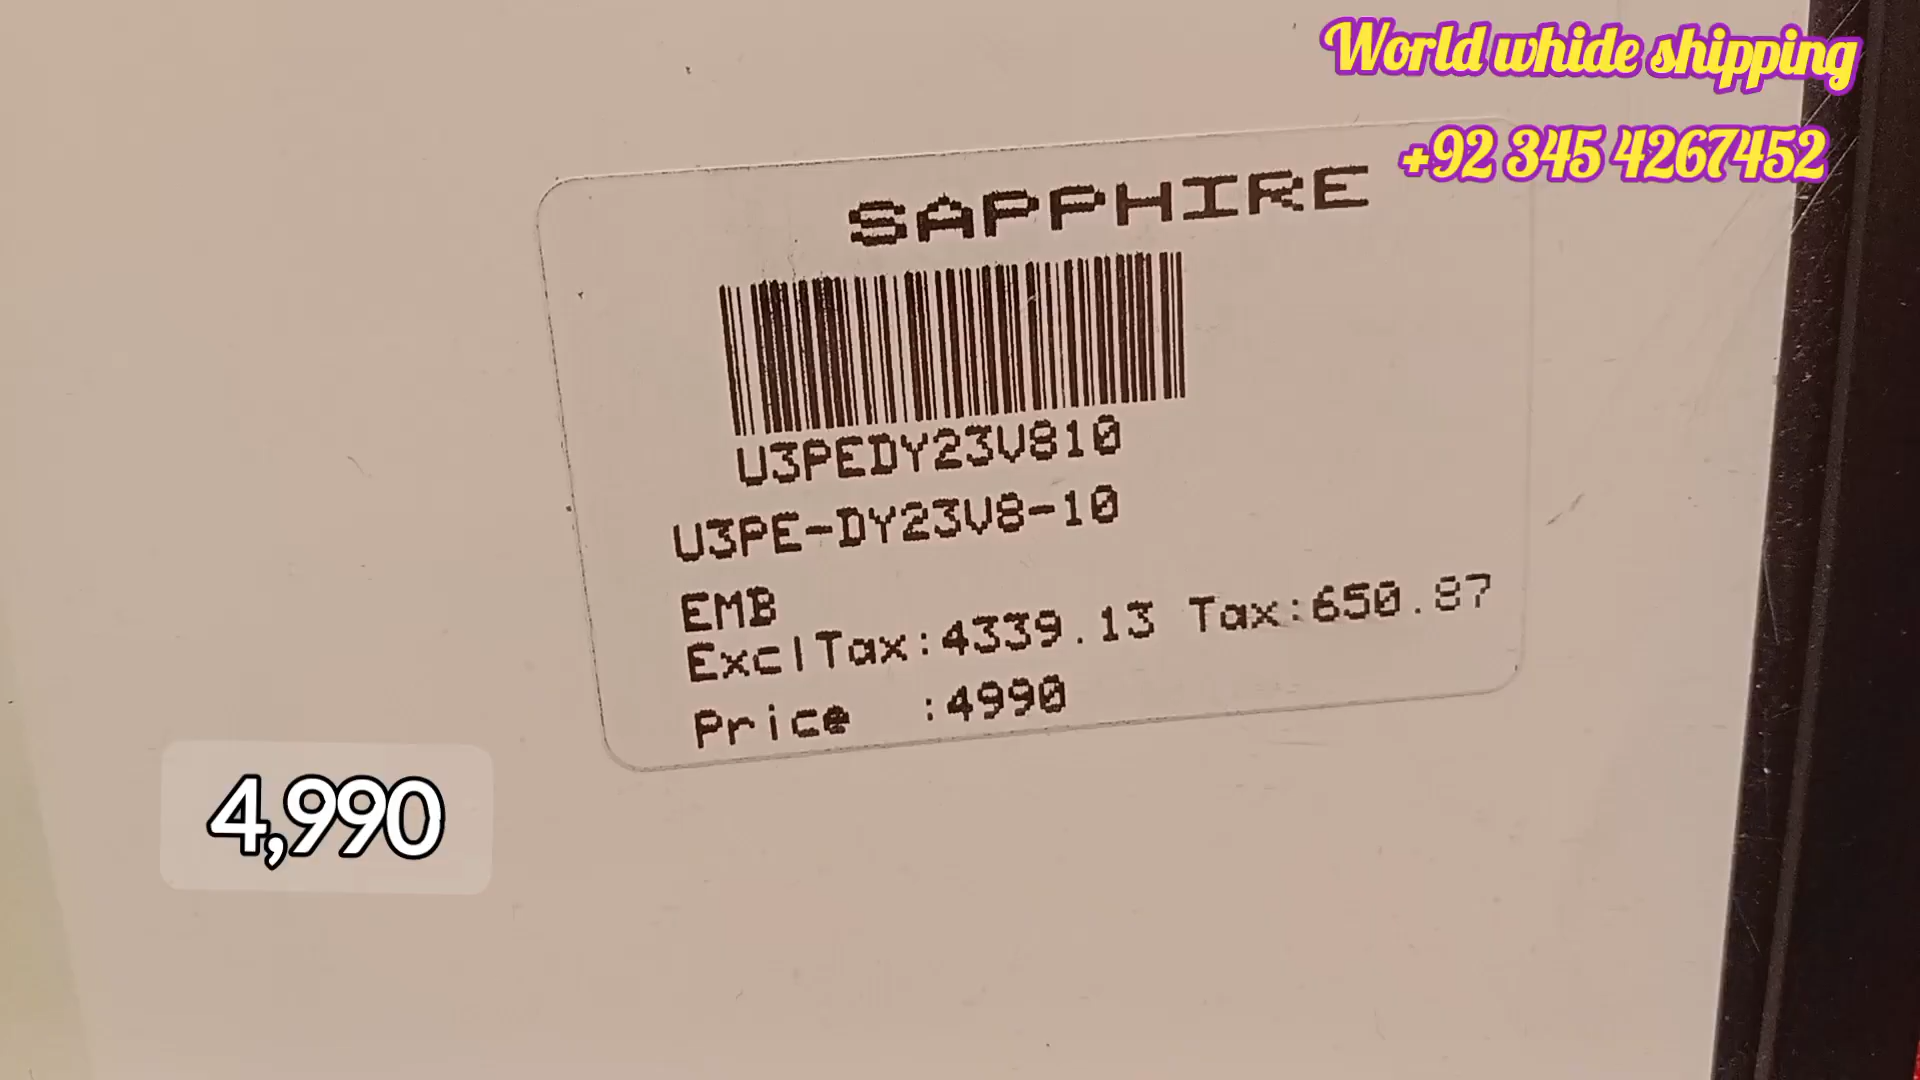 World whide shipping
+92 345 4267452
SAPPHIRE
U3PEDY23V810
U3PE-DY23V8-10
EMB
ExclTax:4339.13 Tax:650.87
Price :4990
4,990